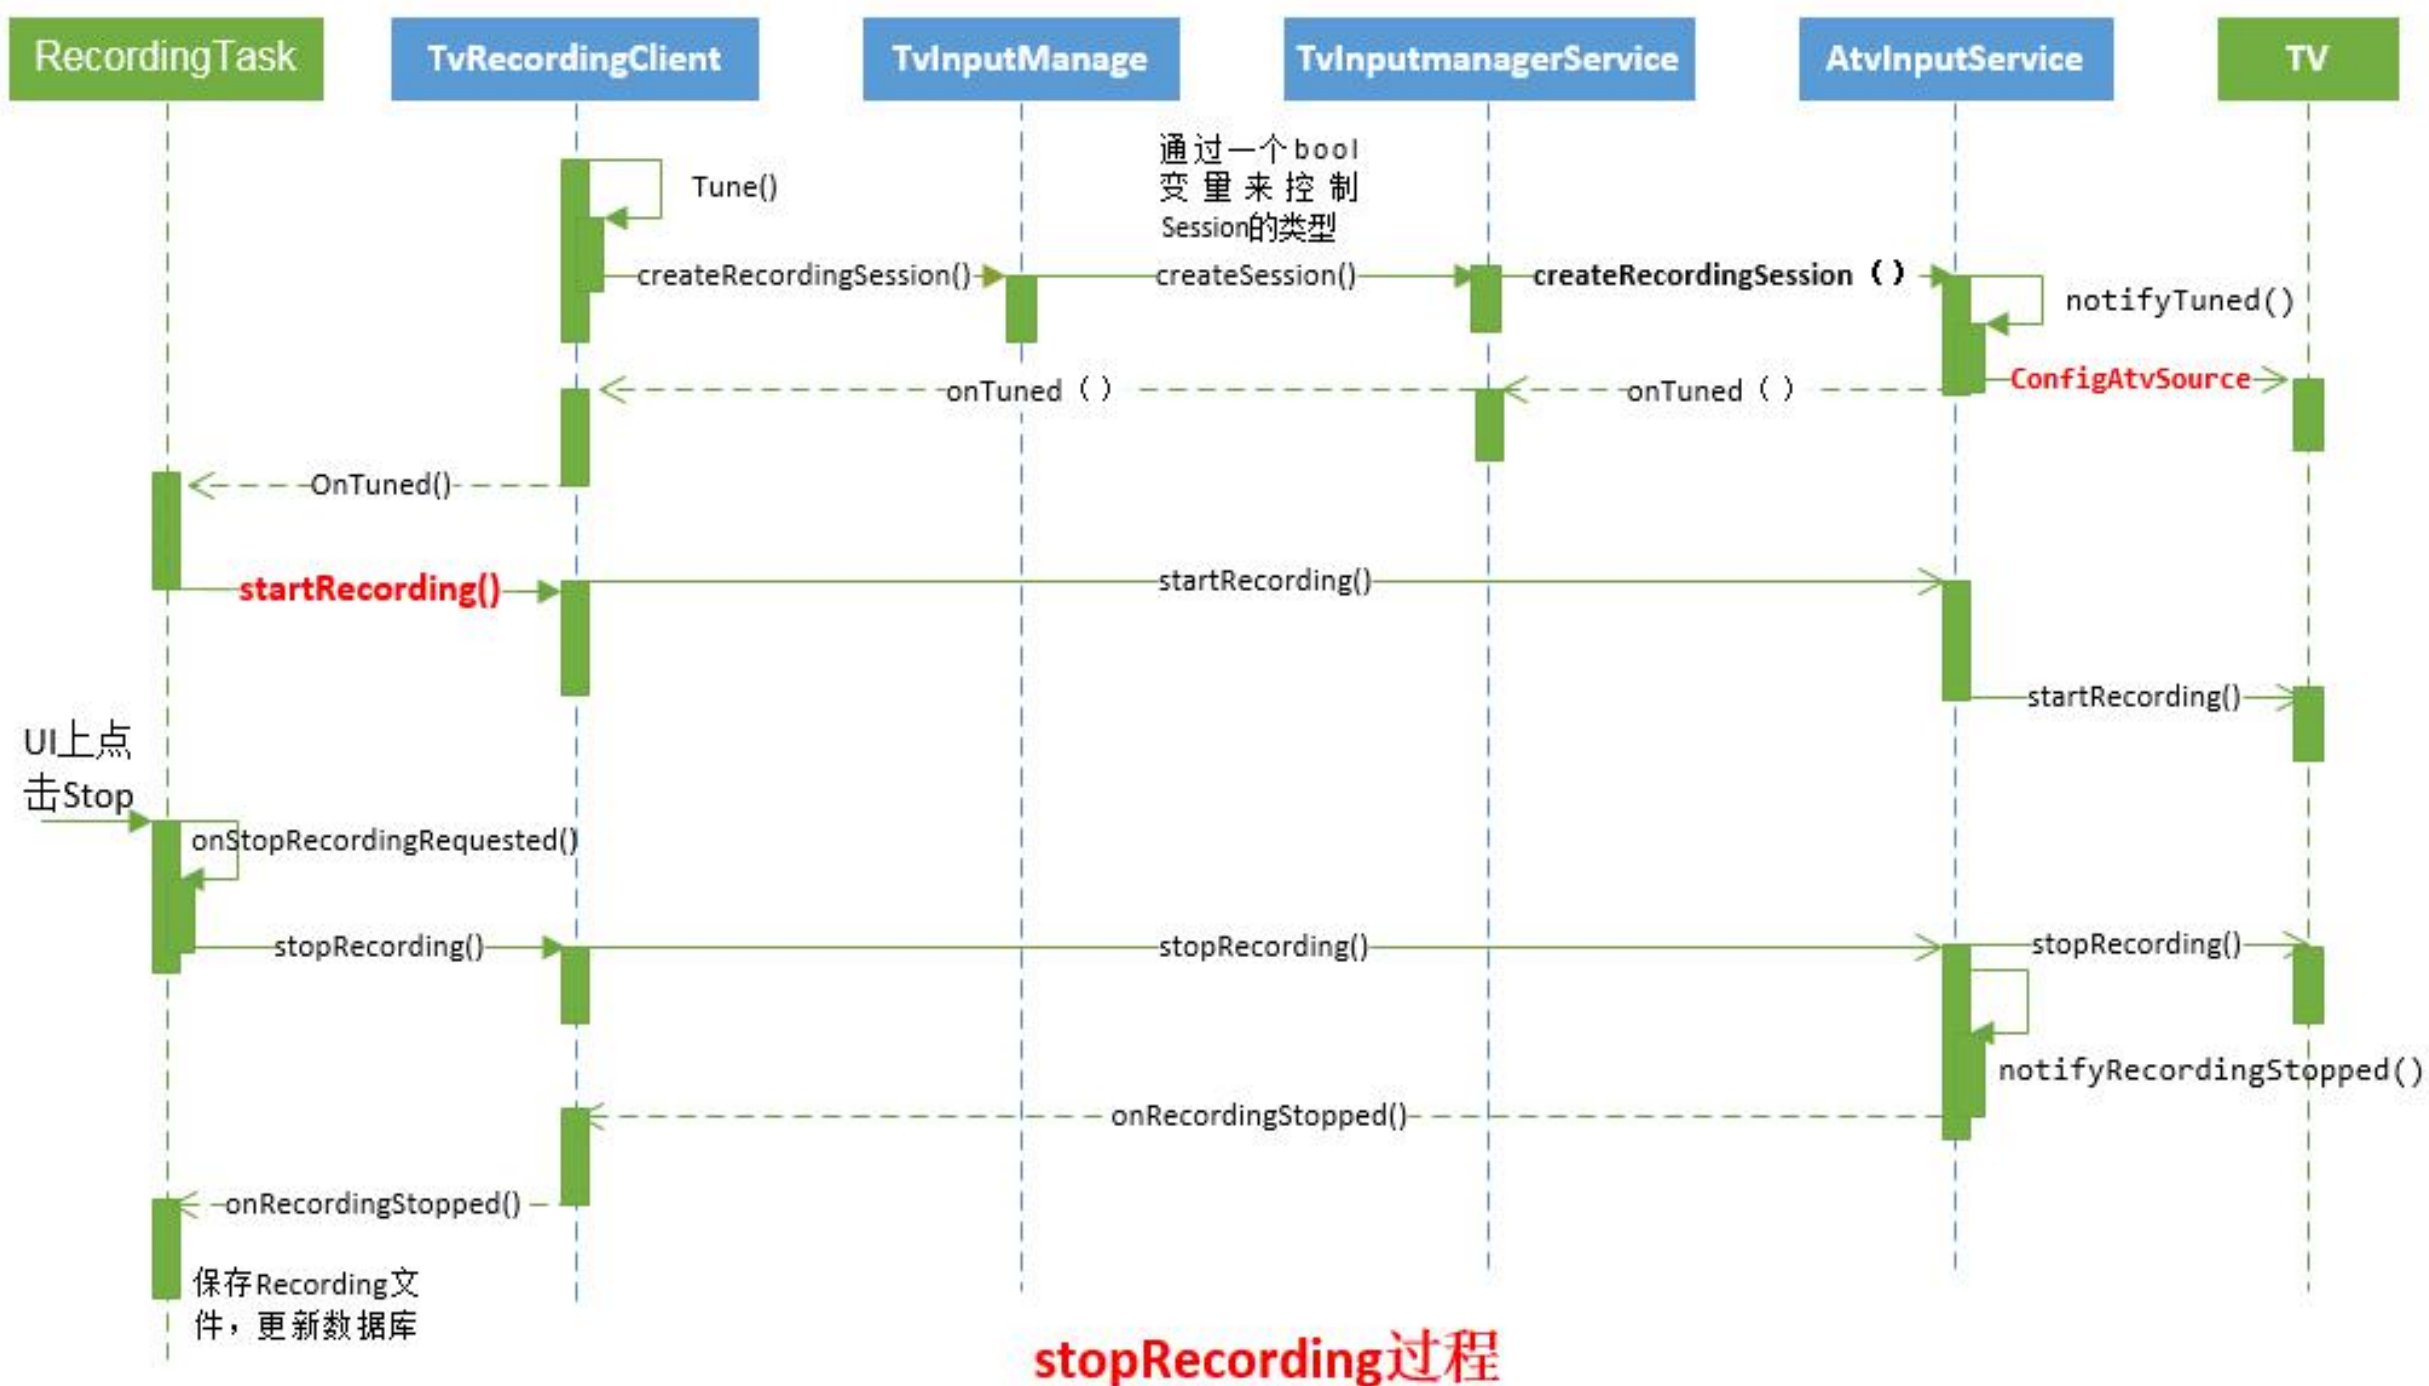 RecordingTask
TvRecordingClient
TvInputManage
TvInputmanagerService
AtvInputService
TV
通过一个bool
变量来控制
Session的类型
Tune()
createRecordingSession()
createSession()
createRecordingSession（）
notifyTuned()
ConfigAtvSource
onTuned（）
onTuned（）
OnTuned()
startRecording()
startRecording()
startRecording()
UI上点
击Stop
onStopRecordingRequested()
stopRecording()
stopRecording()
stopRecording()
notifyRecordingStopped()
onRecordingStopped()
onRecordingStopped()
保存Recording文
件，更新数据库
stopRecording过程